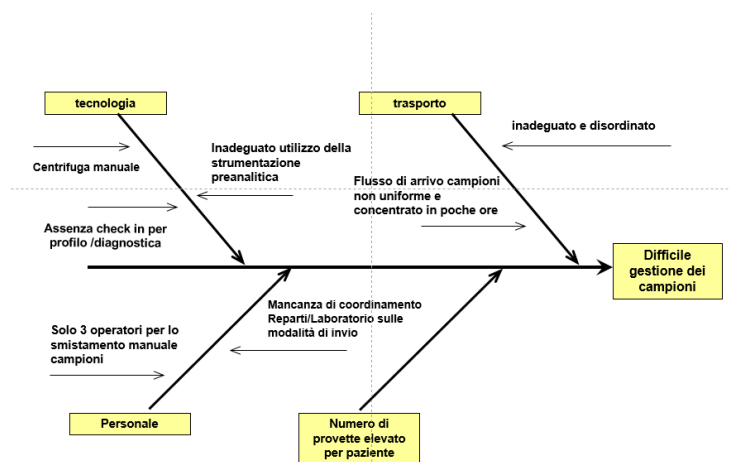 tecnologia
trasporto
inadeguato e disordinato
Inadeguato utilizzo della
strumentazione
preanalitica
Centrifuga manuale
Flusso di arrivo campioni
non uniforme e
concentrato in poche ore
Assenza check in per
profilo /diagnostica
Difficile
gestione dei
campioni
Mancanza di coordinamento
Reparti/Laboratorio sulle
modalità di invio
Solo 3 operatori per lo
smistamento manuale
campioni
Personale
Numero di
provette elevato
per paziente